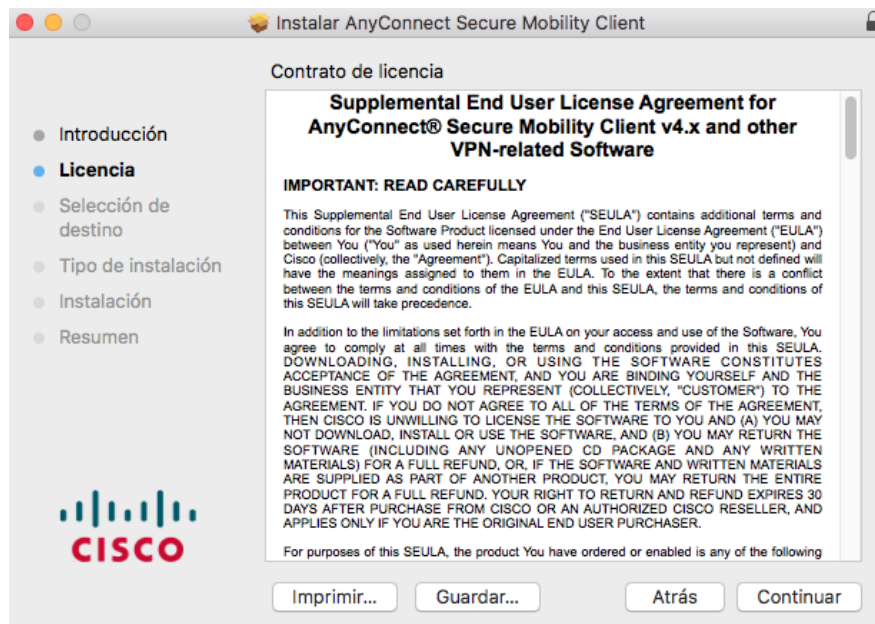 Instalar AnyConnect Secure Mobility Client
Contrato de licencia
Introducción
Licencia
Selección de
destino
Tipo de instalación
Instalación
Resumen
Supplemental End User License Agreement for
AnyConnect® Secure Mobility Client v4.x and other
VPN-related Software
IMPORTANT: READ CAREFULLY
This Supplemental End User License Agreement ("SEULA") contains additional terms and
conditions for the Software Product licensed under the End User License Agreement ("EULA")
between You ("You" as used herein means You and the business entity you represent) and
Cisco (collectively, the "Agreement"). Capitalized terms used in this SEULA but not defined will
have the meanings assigned to them in the EULA. To the extent that there is a conflict
between the terms and conditions of the EULA and this SEULA, the terms and conditions of
this SEULA will take precedence.
In addition to the limitations set forth in the EULA on your access and use of the Software, You
agree to comply at all times with the terms and conditions provided in this SEULA.
DOWNLOADING, INSTALLING, OR USING THE SOFTWARE CONSTITUTES
ACCEPTANCE OF THE AGREEMENT, AND YOU ARE BINDING YOURSELF AND THE
BUSINESS ENTITY THAT YOU REPRESENT (COLLECTIVELY, "CUSTOMER") TO THE
AGREEMENT. IF YOU DO NOT AGREE TO ALL OF THE TERMS OF THE AGREEMENT,
THEN CISCO IS UNWILLING TO LICENSE THE SOFTWARE TO YOU AND (A) YOU MAY
NOT DOWNLOAD, INSTALL OR USE THE SOFTWARE, AND (B) YOU MAY RETURN THE
SOFTWARE (INCLUDING ANY UNOPENED CD PACKAGE AND ANY WRITTEN
MATERIALS) FOR A FULL REFUND, OR, IF THE SOFTWARE AND WRITTEN MATERIALS
ARE SUPPLIED AS PART OF ANOTHER PRODUCT, YOU MAY RETURN THE ENTIRE
PRODUCT FOR A FULL REFUND. YOUR RIGHT TO RETURN AND REFUND EXPIRES 30
DAYS AFTER PURCHASE FROM CISCO OR AN AUTHORIZED CISCO RESELLER, AND
APPLIES ONLY IF YOU ARE THE ORIGINAL END USER PURCHASER.
For purposes of this SEULA, the product You have ordered or enabled is any of the following
CISCO
Imprimir...
Guardar...
Atrás
Continuar